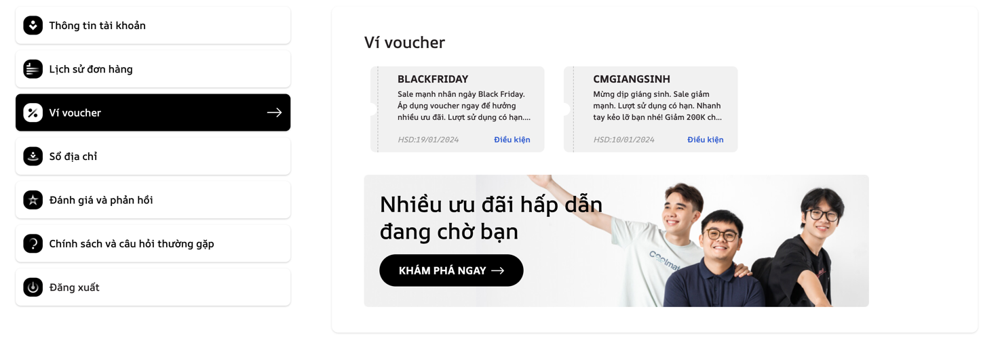 Thông tin tài khoản
Lịch sử đơn hàng
Ví voucher
Sổ địa chỉ
Đánh giá và phản hồi
Chính sách và câu hỏi thường gặp
Đăng xuất
Ví voucher
BLACKFRIDAY
Sale mạnh nhân ngày Black Friday.
Áp dụng voucher ngay để hưởng
nhiều ưu đãi. Lượt sử dụng có hạn....
HSD:19/01/2024
Điều kiện
CMGIANGSINH
Mừng dịp giáng sinh. Sale giảm
mạnh. Lượt sử dụng có hạn. Nhanh
tay kẻo lỡ bạn nhé! Giảm 200K ch...
HSD:10/01/2024
Điều kiện
Nhiều ưu đãi hấp dẫn
đang chờ bạn
KHÁM PHÁ NGAY
coolmate